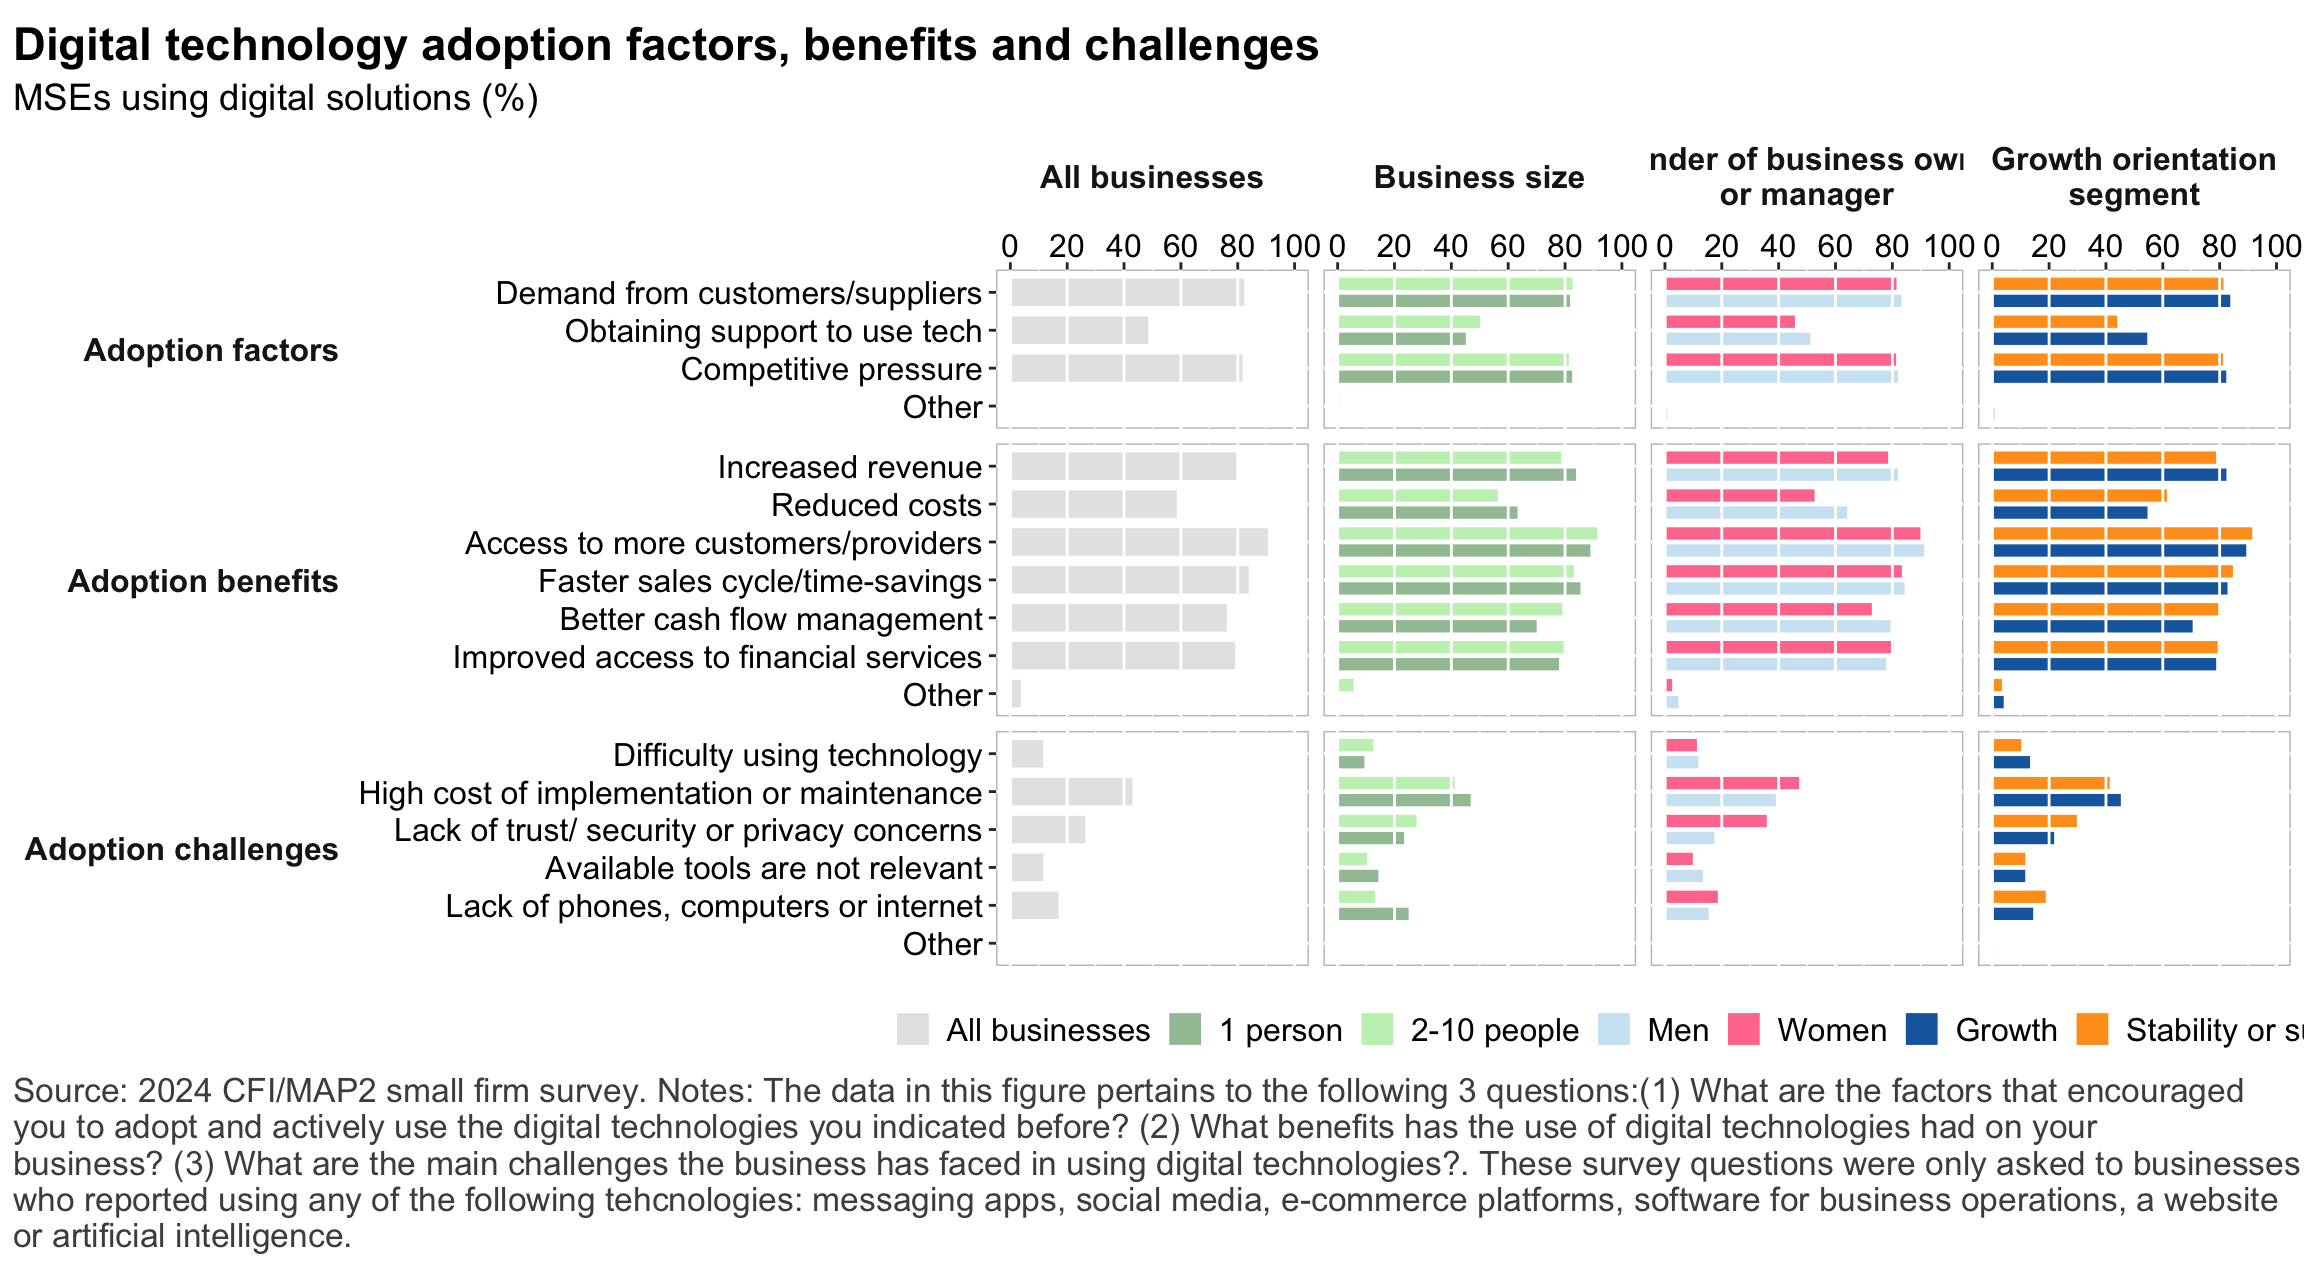 Digital technology adoption factors, benefits and challenges
MSEs using digital solutions (%)
All businesses
Business size
nder of business own
or manager
Growth orientation
segment
0 20 40 60 80 100 0 20 40 60 80 100 0 20 40 60 80 100 0 20 40 60 80 100
Adoption factors
Demand from customers/suppliers
Obtaining support to use tech
Competitive pressure
Other
Adoption benefits
Increased revenue
Reduced costs
Access to more customers/providers
Faster sales cycle/time-savings
Better cash flow management
Improved access to financial services
Other
Adoption challenges
Difficulty using technology
High cost of implementation or maintenance
Lack of trust/ security or privacy concerns
Available tools are not relevant
Lack of phones, computers or internet
Other
All businesses 1 person 2-10 people Men Women Growth Stability or su
Source: 2024 CFI/MAP2 small firm survey. Notes: The data in this figure pertains to the following 3 questions:(1) What are the factors that encouraged
you to adopt and actively use the digital technologies you indicated before? (2) What benefits has the use of digital technologies had on your
business? (3) What are the main challenges the business has faced in using digital technologies?. These survey questions were only asked to businesses
who reported using any of the following tehcnologies: messaging apps, social media, e-commerce platforms, software for business operations, a website
or artificial intelligence.